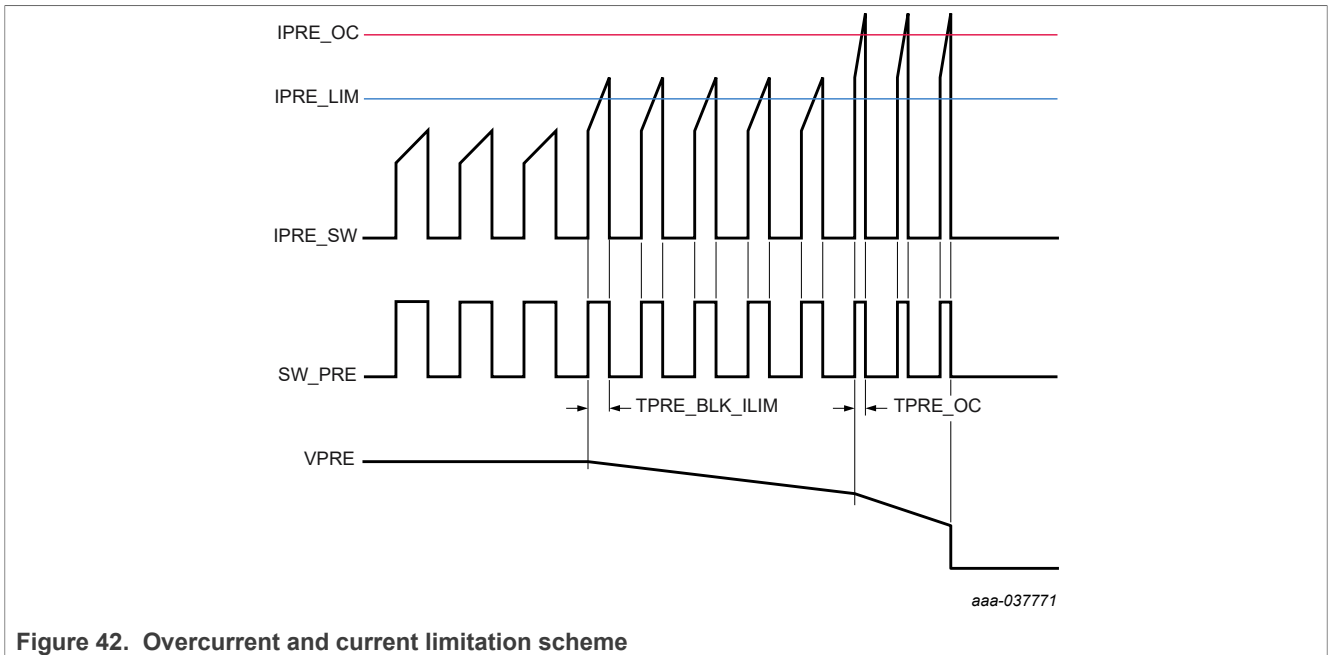 IPRE_OC
IPRE_LIM
IPRE_SW
SW_PRE
TPRE_BLK_ILIM
TPRE_OC
VPRE
aaa-037771
Figure 42. Overcurrent and current limitation scheme